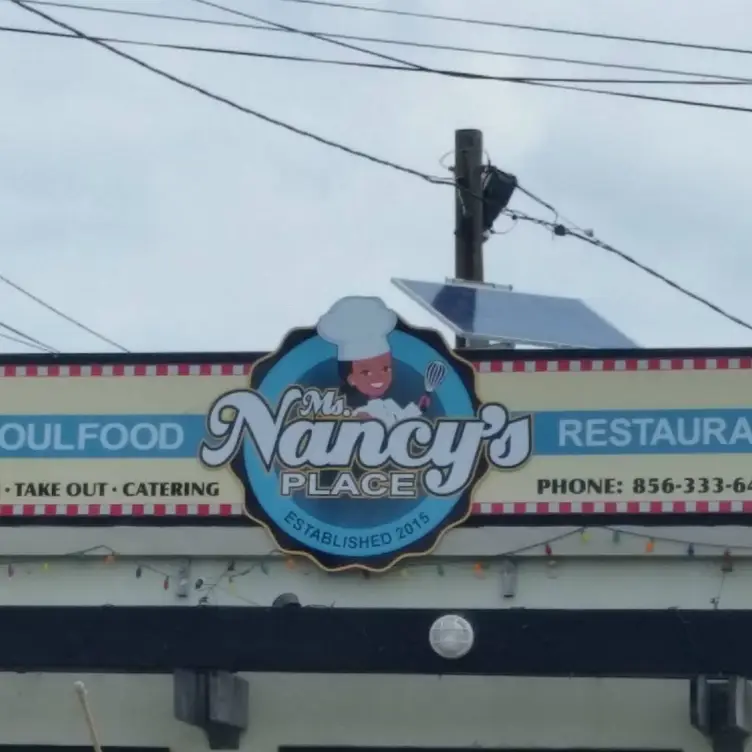 Ms.
Nancy's
PLACE
ESTABLISHED 2015
OULFOOD
RESTAURA
· TAKE OUT · CATERING
PHONE: 856-333-64